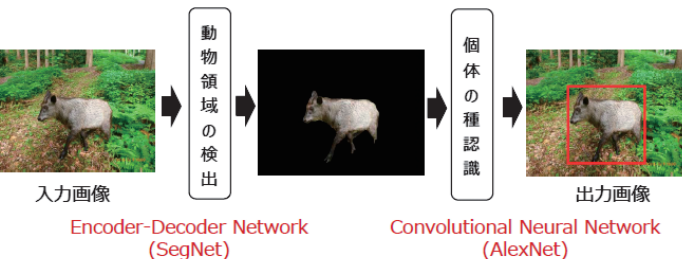 動物領域の検出
個体の種認識
入力画像
出力画像
Encoder-Decoder Network
(SegNet)
Convolutional Neural Network
(AlexNet)